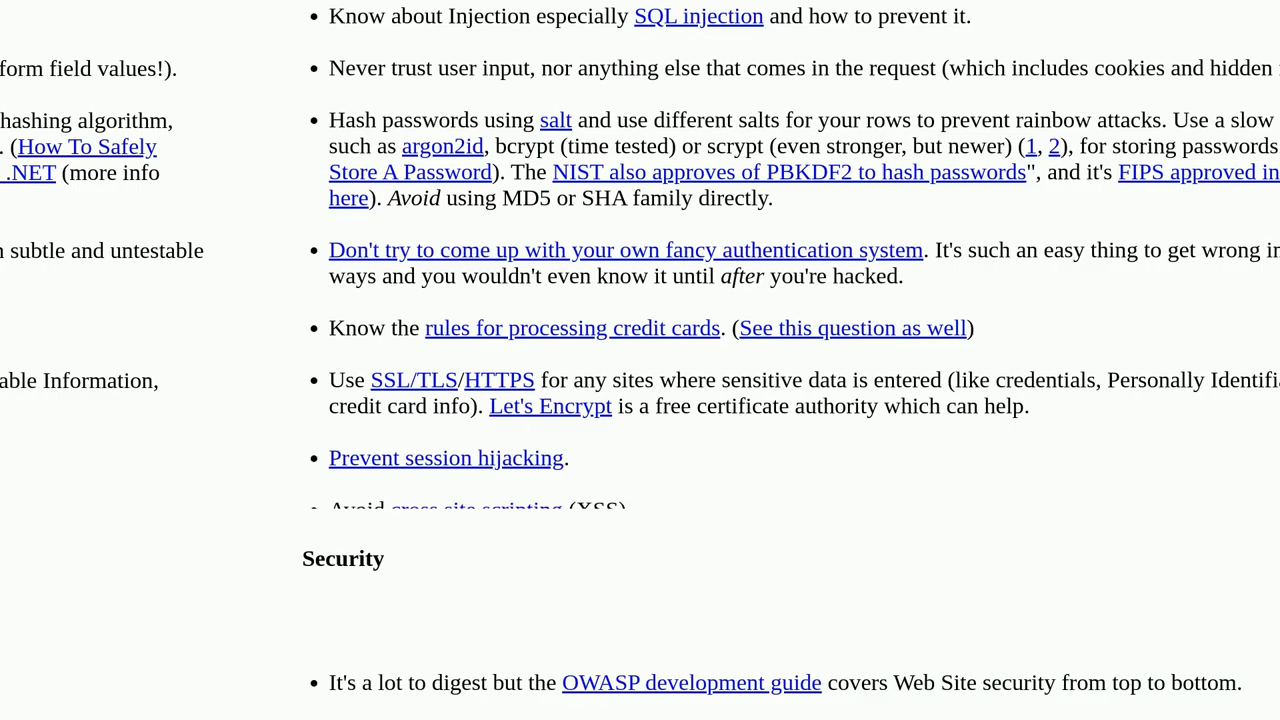 Know about Injection especially SQL injection and how to prevent it.
form field values!).
Never trust user input, nor anything else that comes in the request (which includes cookies and hidden
hashing algorithm,
Hash passwords using salt and use different salts for your rows to prevent rainbow attacks. Use a slow
. (How To Safely
such as argon2id, bcrypt (time tested) or scrypt (even stronger, but newer) (1, 2), for storing passwords
.NET (more info
Store A Password). The NIST also approves of PBKDF2 to hash passwords", and it's FIPS approved in
here). Avoid using MD5 or SHA family directly.
subtle and untestable
Don't try to come up with your own fancy authentication system. It's such an easy thing to get wrong in
ways and you wouldn't even know it until after you're hacked.
Know the rules for processing credit cards. (See this question as well)
able Information,
Use SSL/TLS/HTTPS for any sites where sensitive data is entered (like credentials, Personally Identifi
credit card info). Let's Encrypt is a free certificate authority which can help.
Prevent session hijacking.
Avoid cross site scripting (XSS)
Security
It's a lot to digest but the OWASP development guide covers Web Site security from top to bottom.